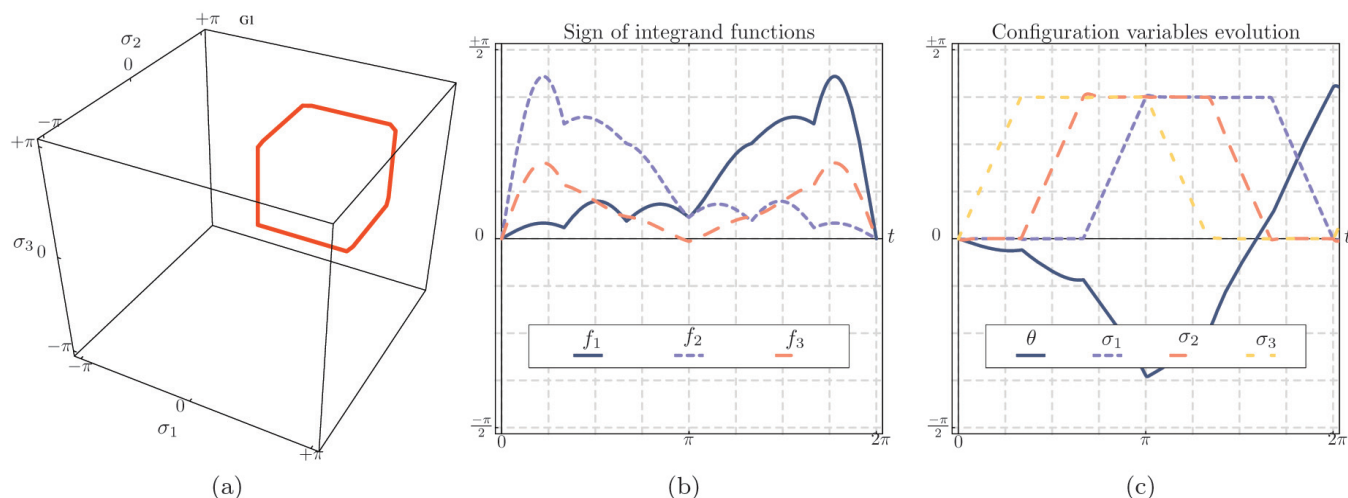 +π
G1
σ2
0
−π
+π
σ3 0
−π
−π
0
σ1
+π
(a)
Sign of integrand functions
+π/2
0
t
f1 f2 f3
−π/2
0 π 2π
(b)
Configuration variables evolution
+π/2
0
t
θ σ1 σ2 σ3
−π/2
0 π 2π
(c)